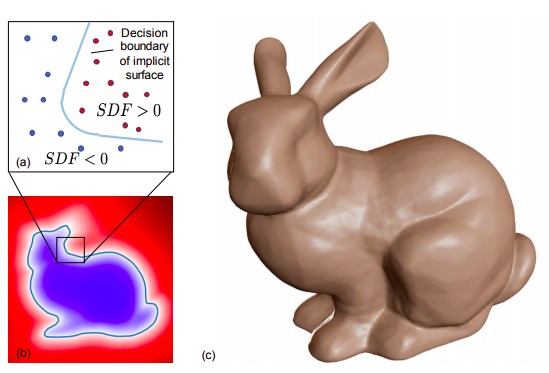 Decision
boundary
of implicit
surface
SDF > 0
SDF < 0
(a)
(b)
(c)